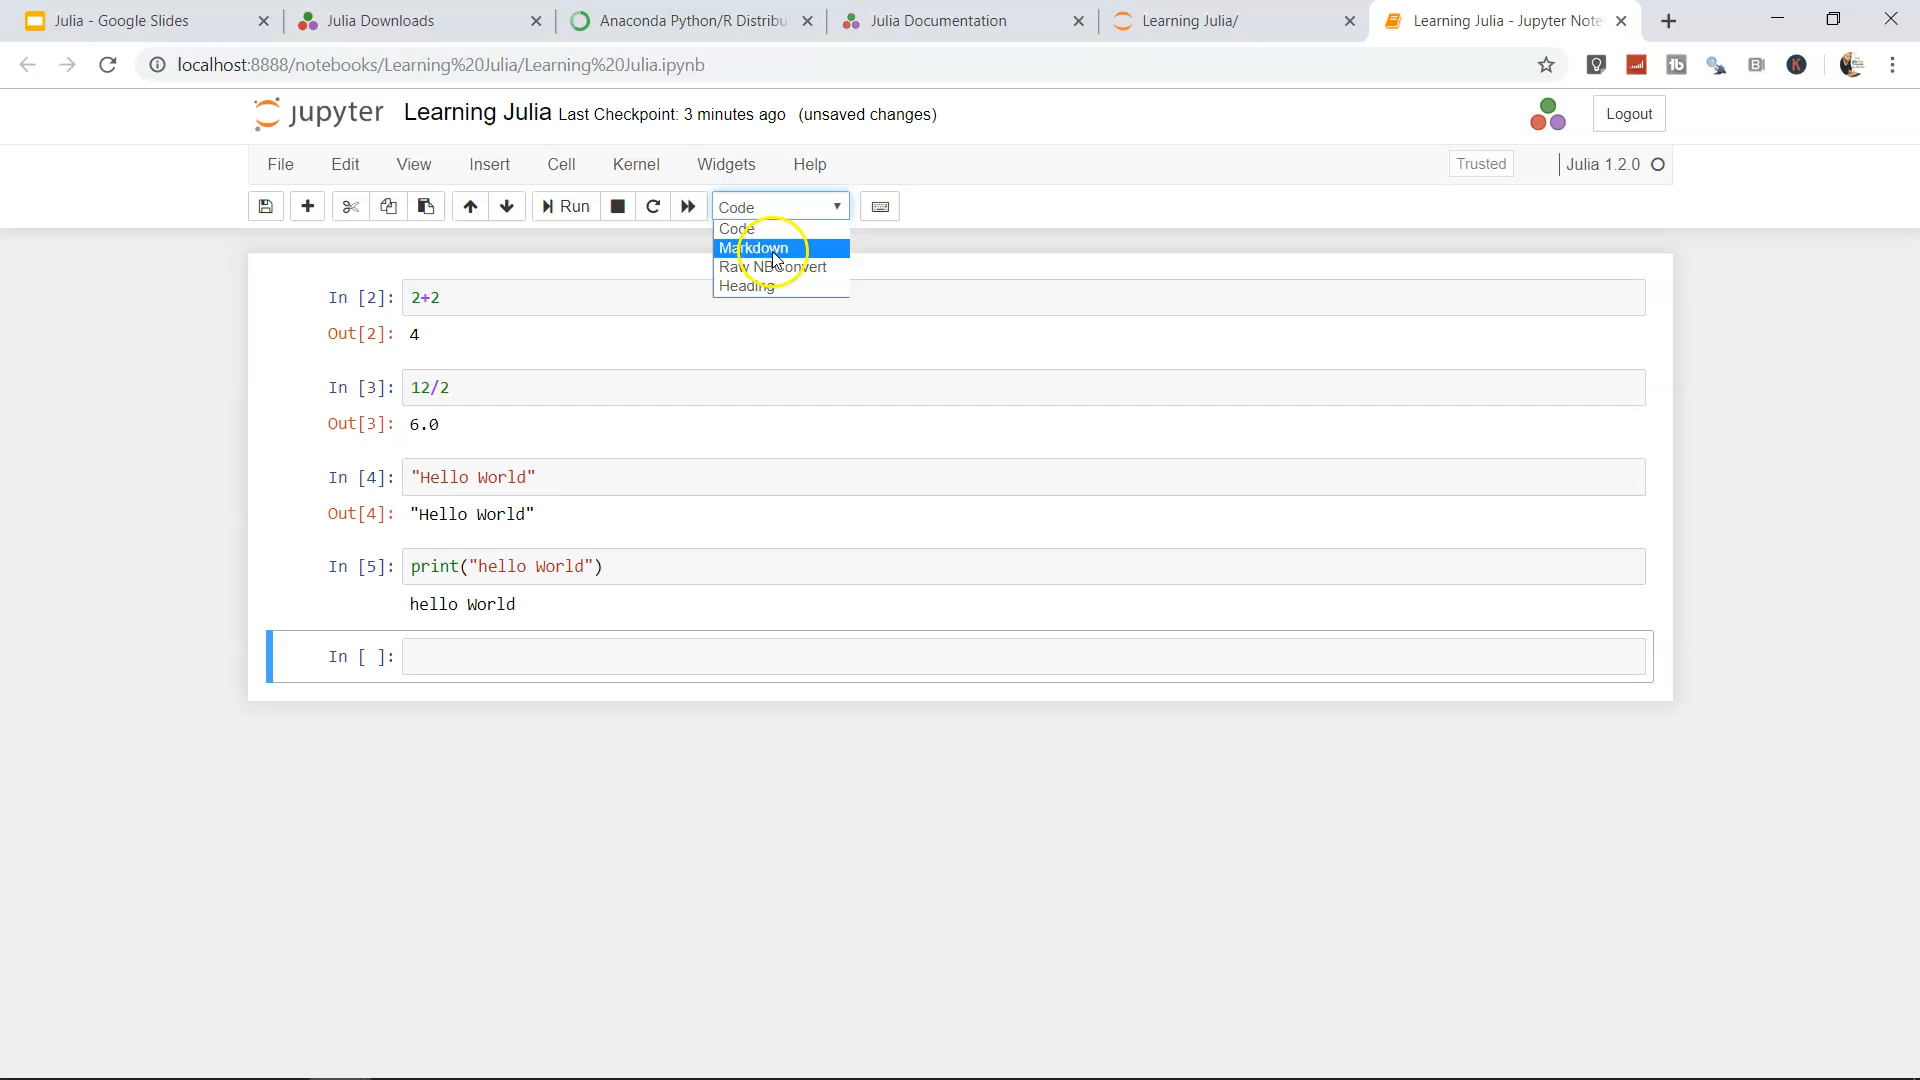 Julia - Google Slides
Julia Downloads
Anaconda Python/R Distribu
Julia Documentation
Learning Julia/
Learning Julia - Jupyter Note
localhost:8888/notebooks/Learning%20Julia/Learning%20Julia.ipynb
jupyter Learning Julia Last Checkpoint: 3 minutes ago (unsaved changes)
Logout
File Edit View Insert Cell Kernel Widgets Help
Trusted
Julia 1.2.0
Run
Code
Code
Markdown
Raw NBConvert
Heading
In [2]: 2+2
Out[2]: 4
In [3]: 12/2
Out[3]: 6.0
In [4]: "Hello World"
Out[4]: "Hello World"
In [5]: print("hello World")
hello World
In [ ]: